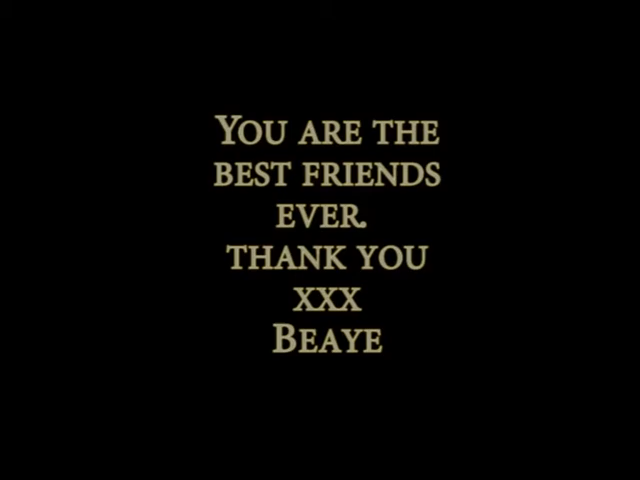 You are the
best friends
ever.
thank you
xxx
Beaye